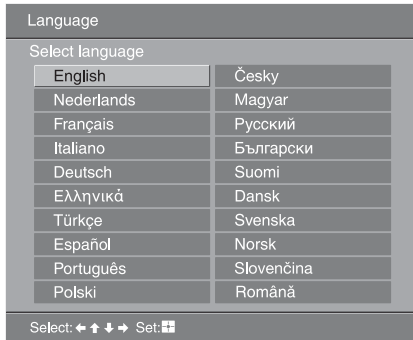 Language
Select language
English Česky
Nederlands Magyar
Français Русский
Italiano Български
Deutsch Suomi
Ελληνικά Dansk
Türkçe Svenska
Español Norsk
Português Slovenčina
Polski Română
Select: ← ↑ ↓ → Set: